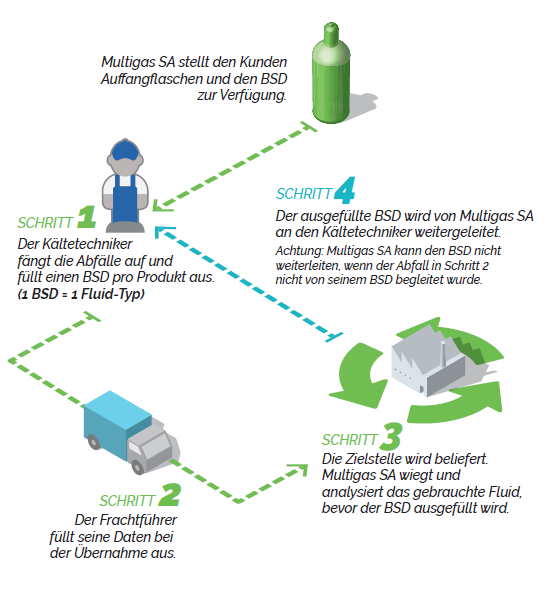 Multigas SA stellt den Kunden
Auffangflaschen und den BSD
zur Verfügung.
SCHRITT 1
Der Kältetechniker
fängt die Abfälle auf und
füllt einen BSD pro Produkt aus.
(1 BSD = 1 Fluid-Typ)
SCHRITT 2
Der Frachtführer
füllt seine Daten bei
der Übernahme aus.
SCHRITT 3
Die Zielstelle wird beliefert.
Multigas SA wiegt und
analysiert das gebrauchte Fluid,
bevor der BSD ausgefüllt wird.
SCHRITT 4
Der ausgefüllte BSD wird von Multigas SA
an den Kältetechniker weitergeleitet.
Achtung: Multigas SA kann den BSD nicht
weiterleiten, wenn der Abfall in Schritt 2
nicht von seinem BSD begleitet wurde.